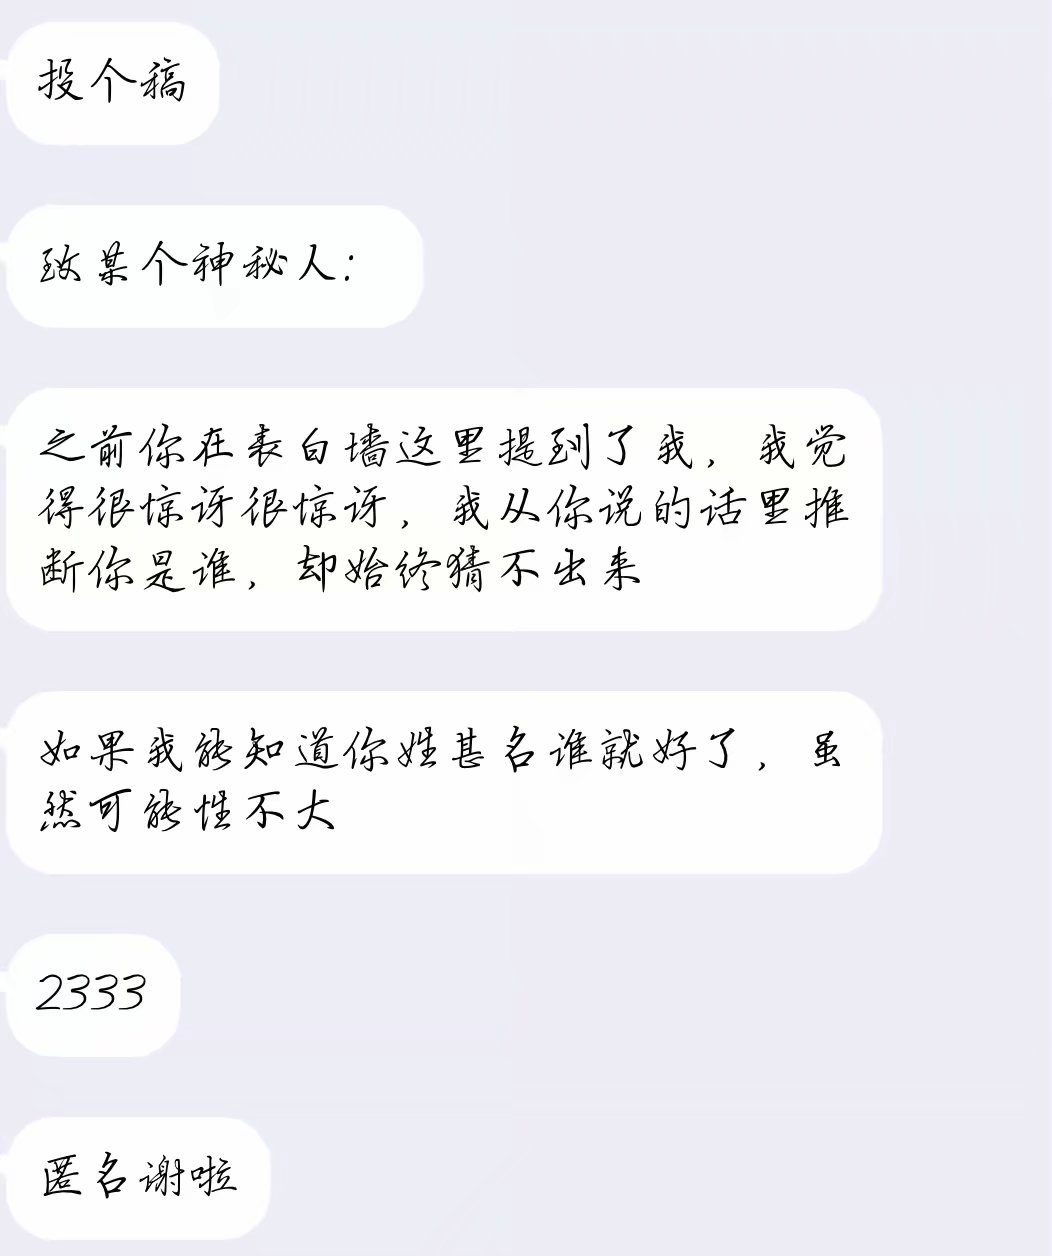 投个稿
致某个神秘人：
之前你在表白墙这里提到了我，我觉
得很惊讶很惊讶，我从你说的话里推
断你是谁，却始终猜不出来
如果我能知道你姓甚名谁就好了，虽
然可能性不大
2333
匿名谢啦